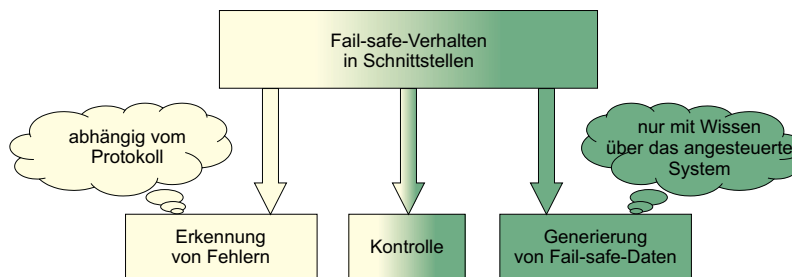 Fail-safe-Verhalten
in Schnittstellen
abhängig vom
Protokoll
nur mit Wissen
über das angesteuerte
System
Erkennung
von Fehlern
Kontrolle
Generierung
von Fail-safe-Daten